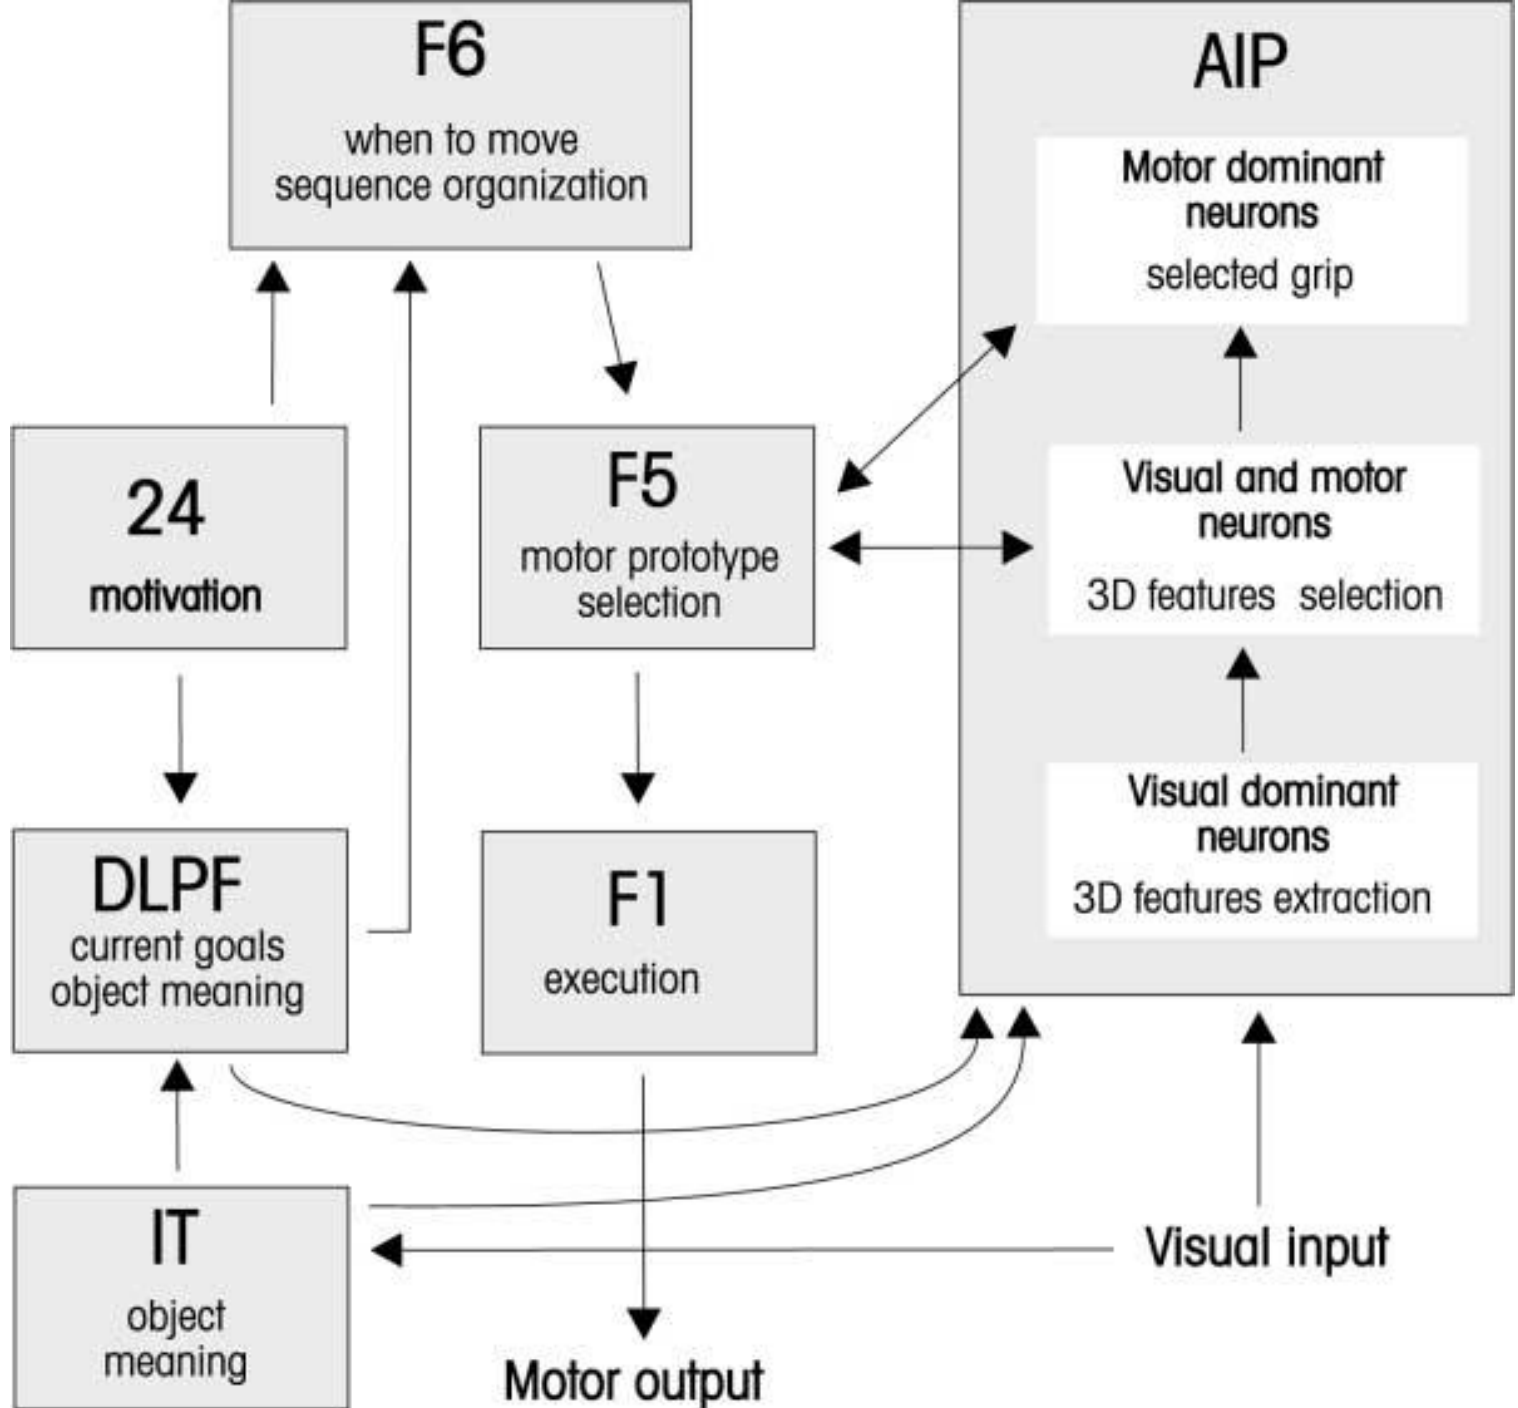 F6
when to move
sequence organization
AIP
Motor dominant
neurons
selected grip
24
motivation
F5
motor prototype
selection
Visual and motor
neurons
3D features selection
DLPF
current goals
object meaning
F1
execution
Visual dominant
neurons
3D features extraction
IT
object
meaning
Visual input
Motor output